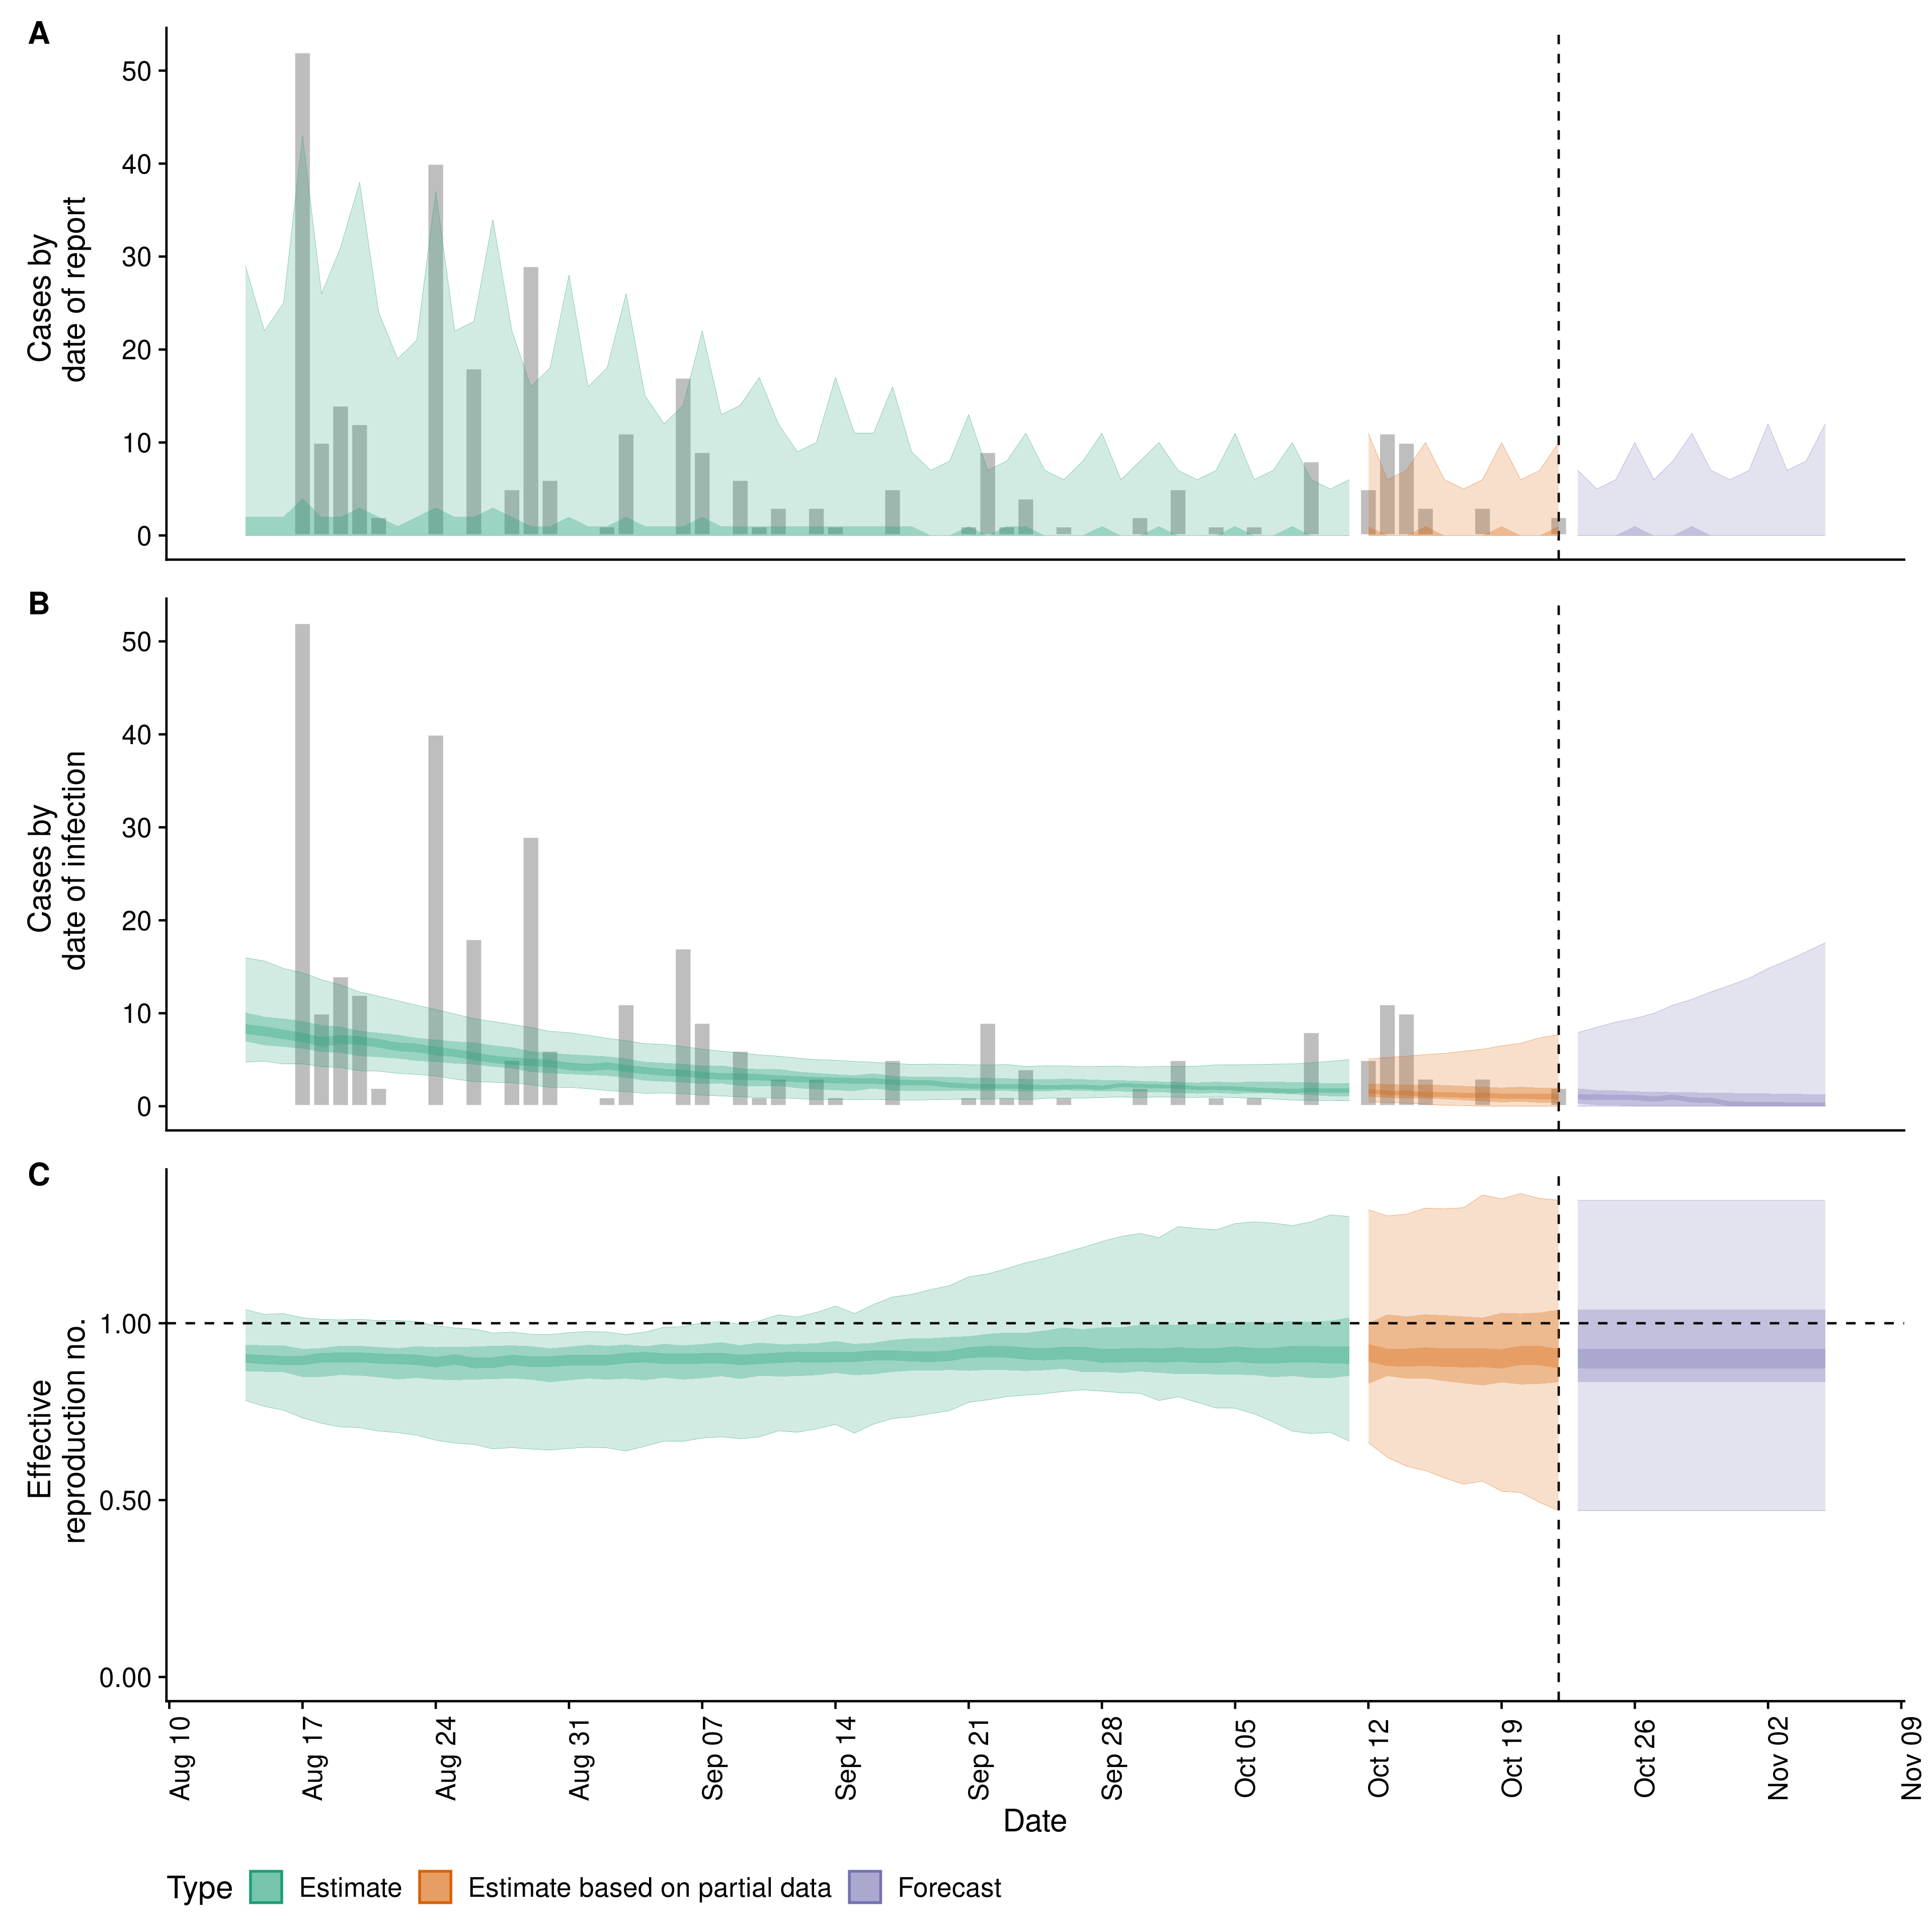 A
Cases by
date of report
50
40
30
20
10
0
B
Cases by
date of infection
50
40
30
20
10
0
C
Effective
reproduction no.
1.00
0.50
0.00
Aug 10
Aug 17
Aug 24
Aug 31
Sep 07
Sep 14
Sep 21
Sep 28
Oct 05
Oct 12
Oct 19
Oct 26
Nov 02
Nov 09
Date
Type Estimate Estimate based on partial data Forecast